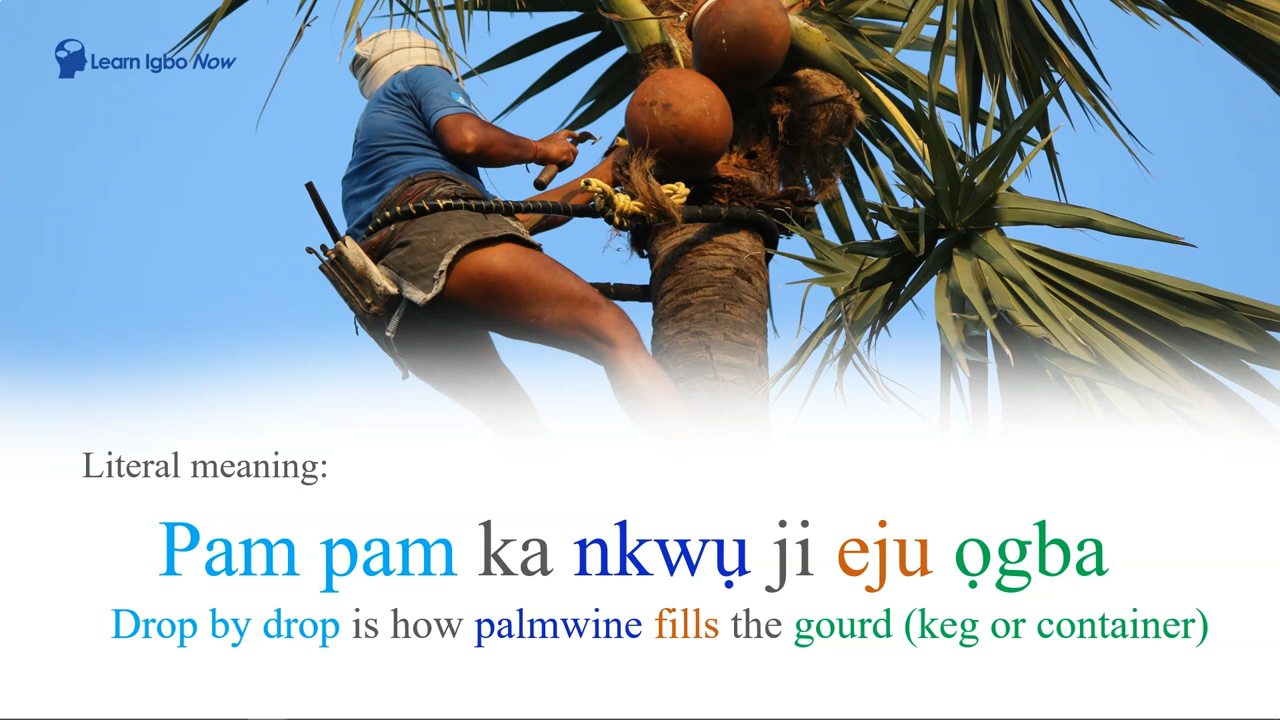 Learn Igbo Now
Literal meaning:
Pam pam ka nkwụ ji eju ọgba
Drop by drop is how palmwine fills the gourd (keg or container)